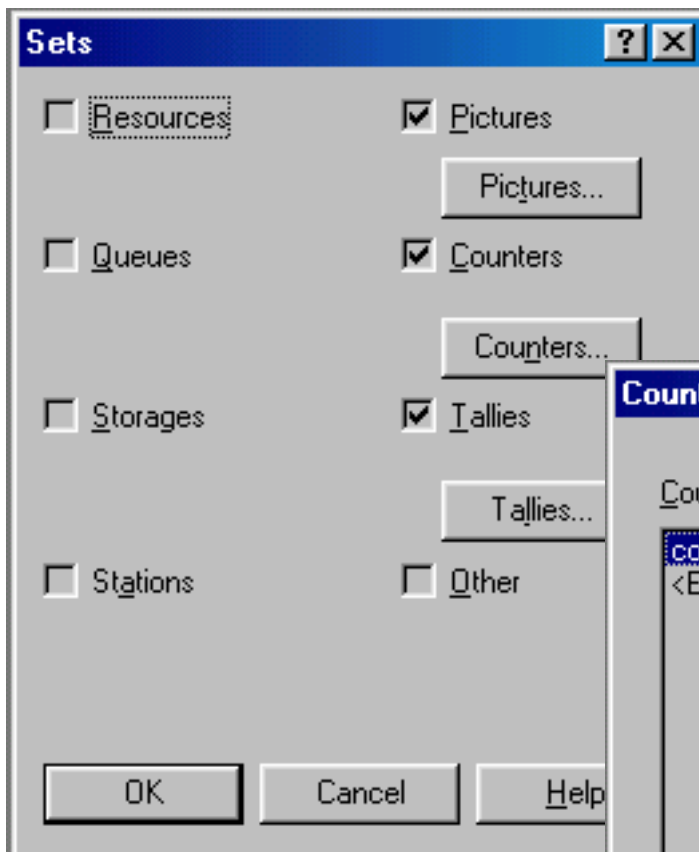 Sets
Resources
Pictures
Pictures...
Queues
Counters
Counters...
Storages
Tallies
Tallies...
Stations
Other
OK
Cancel
Help